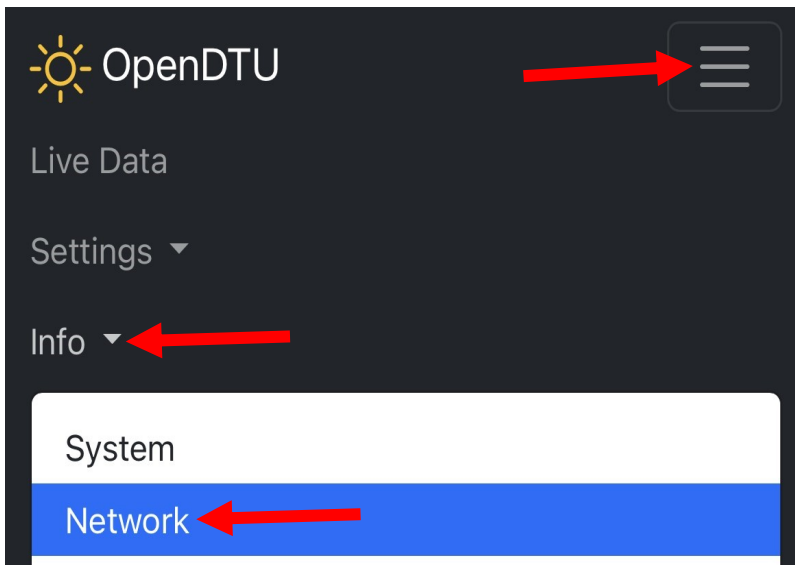 OpenDTU
Live Data
Settings
Info
System
Network